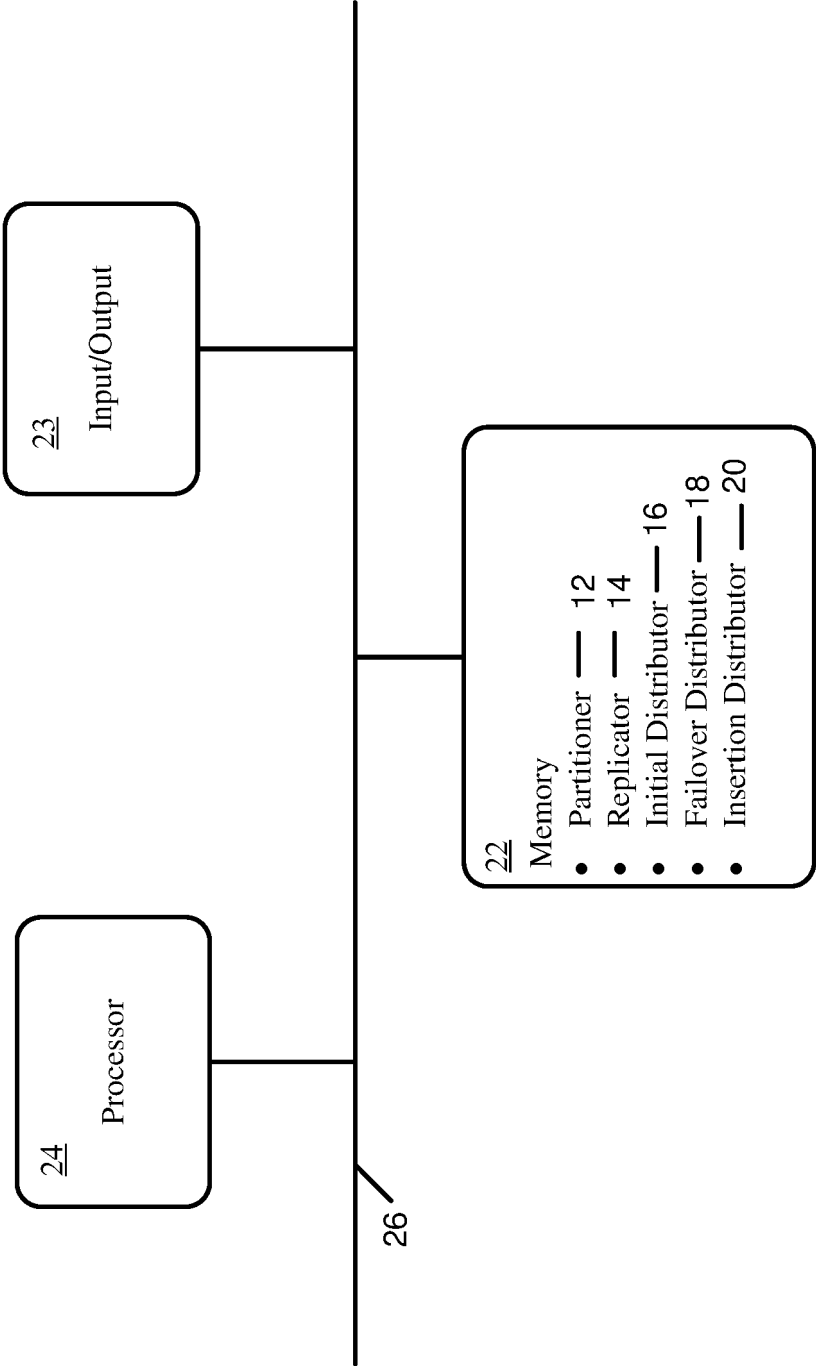 24
Processor
23
Input/Output
26
22
Memory
• Partitioner — 12
• Replicator — 14
• Initial Distributor — 16
• Failover Distributor — 18
• Insertion Distributor — 20